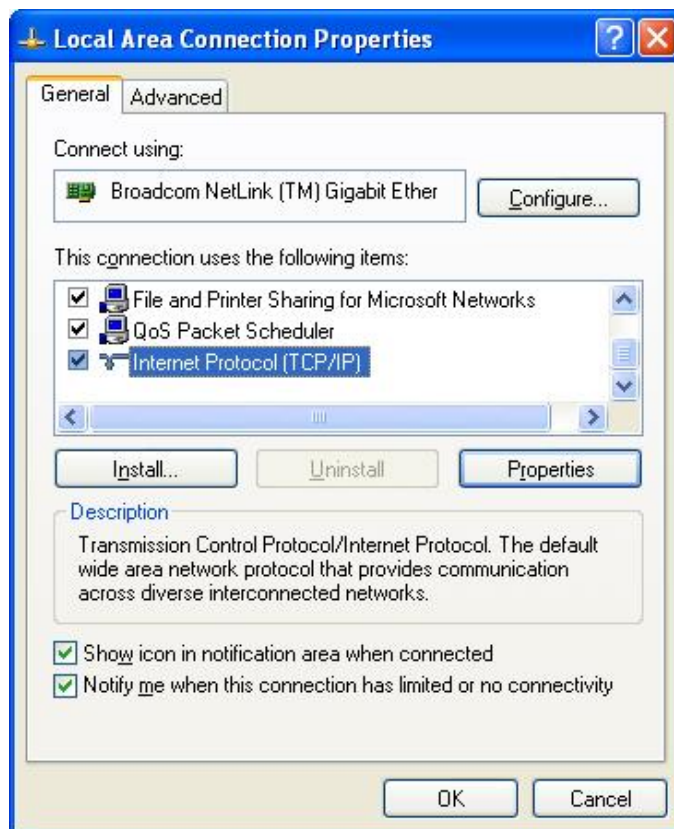 Local Area Connection Properties
General
Advanced
Connect using:
Broadcom NetLink (TM) Gigabit Ether
Configure...
This connection uses the following items:
File and Printer Sharing for Microsoft Networks
QoS Packet Scheduler
Internet Protocol (TCP/IP)
Install...
Uninstall
Properties
Description
Transmission Control Protocol/Internet Protocol. The default
wide area network protocol that provides communication
across diverse interconnected networks.
Show icon in notification area when connected
Notify me when this connection has limited or no connectivity
OK
Cancel